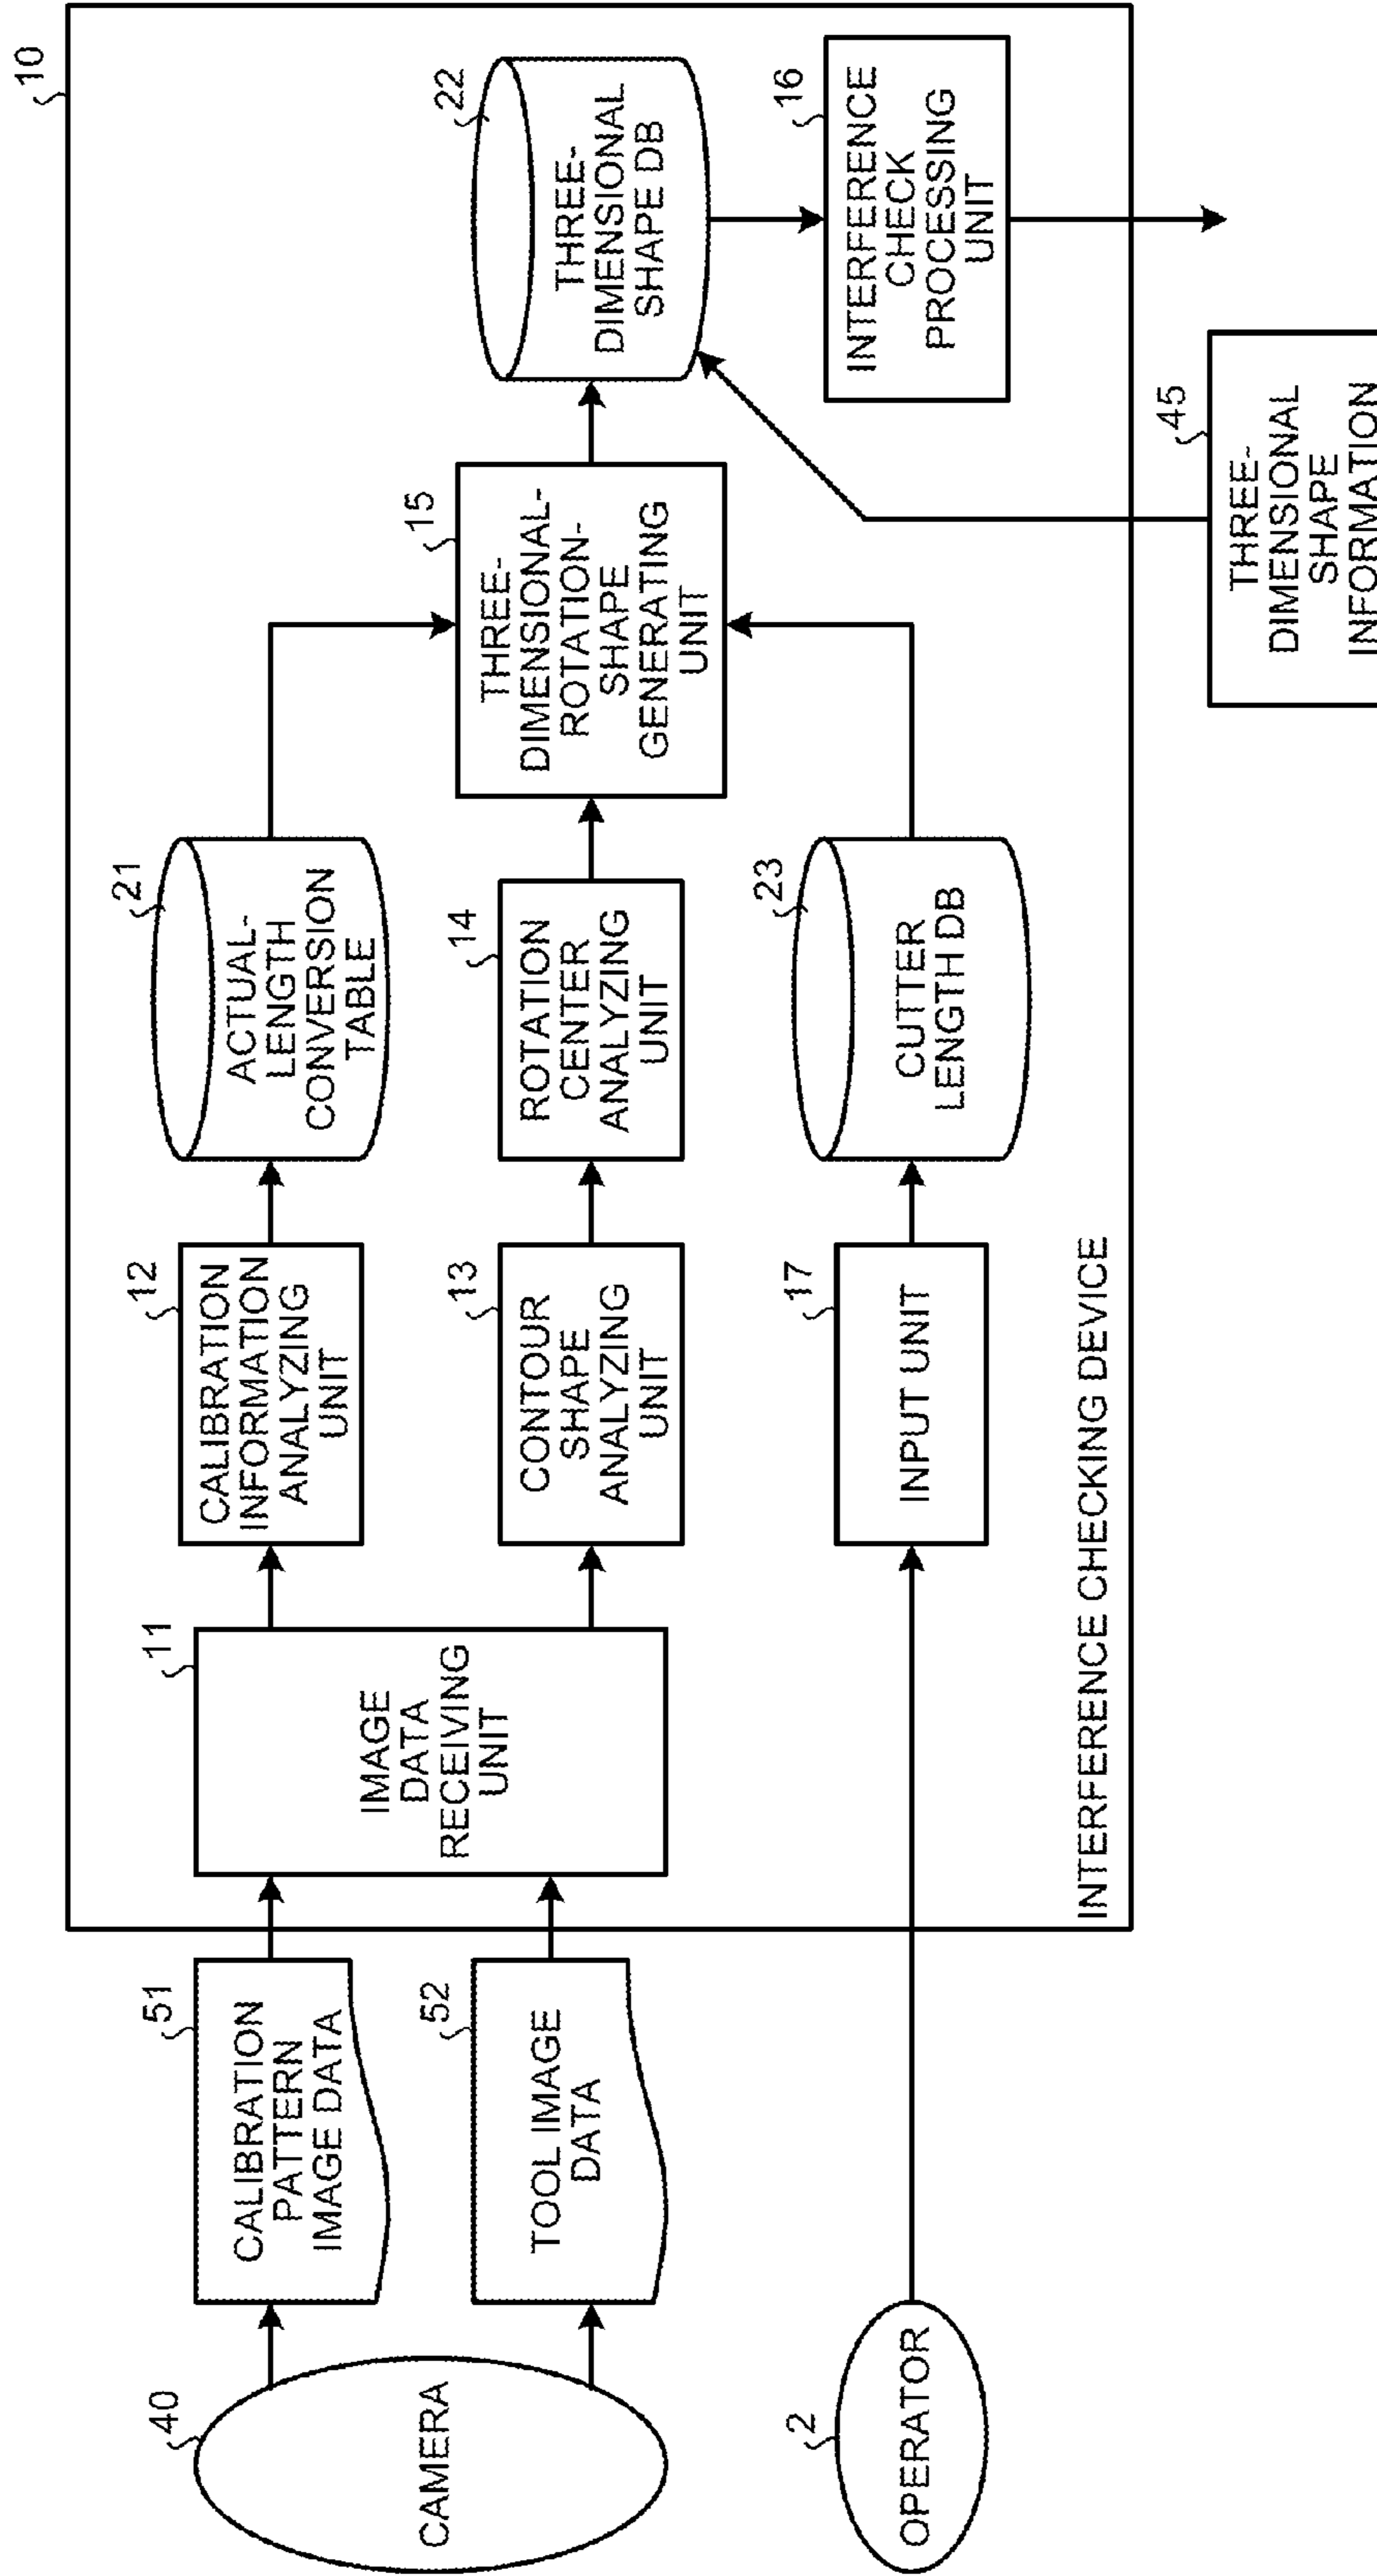 10
40
CAMERA
51
CALIBRATION
PATTERN
IMAGE DATA
52
TOOL IMAGE
DATA
2
OPERATOR
11
IMAGE
DATA
RECEIVING
UNIT
12
CALIBRATION
INFORMATION
ANALYZING
UNIT
13
CONTOUR
SHAPE
ANALYZING
UNIT
17
INPUT UNIT
21
ACTUAL-
LENGTH
CONVERSION
TABLE
14
ROTATION
CENTER
ANALYZING
UNIT
23
CUTTER
LENGTH DB
15
THREE-
DIMENSIONAL-
ROTATION-
SHAPE
GENERATING
UNIT
22
THREE-
DIMENSIONAL
SHAPE DB
16
INTERFERENCE
CHECK
PROCESSING
UNIT
INTERFERENCE CHECKING DEVICE
45
THREE-
DIMENSIONAL
SHAPE
INFORMATION